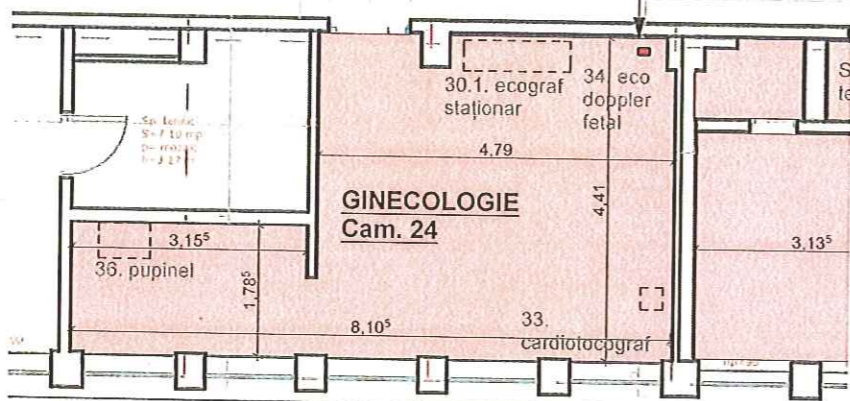 30.1. ecograf
staționar
34. eco
doppler
fetal
4,79
GINECOLOGIE
Cam. 24
4,41
3,15⁵
36. pupinel
1,78⁵
8,10⁵
33.
cardiotocograf
3,13⁵